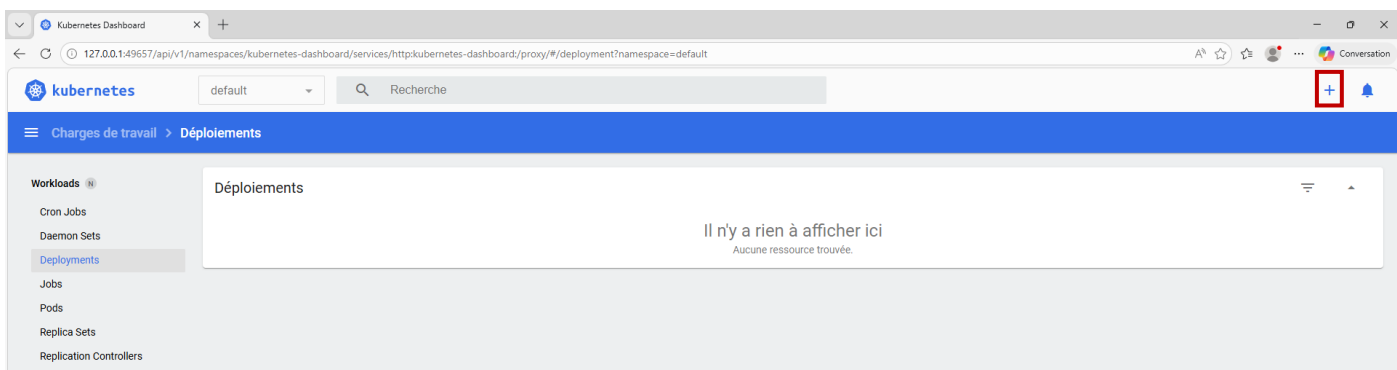 Kubernetes Dashboard
127.0.0.1:49657/api/v1/namespaces/kubernetes-dashboard/services/http:kubernetes-dashboard:/proxy/#/deployment?namespace=default
Conversation
kubernetes
default
Recherche
Charges de travail > Déploiements
Workloads N
Déploiements
Cron Jobs
Il n'y a rien à afficher ici
Daemon Sets
Aucune ressource trouvée.
Deployments
Jobs
Pods
Replica Sets
Replication Controllers